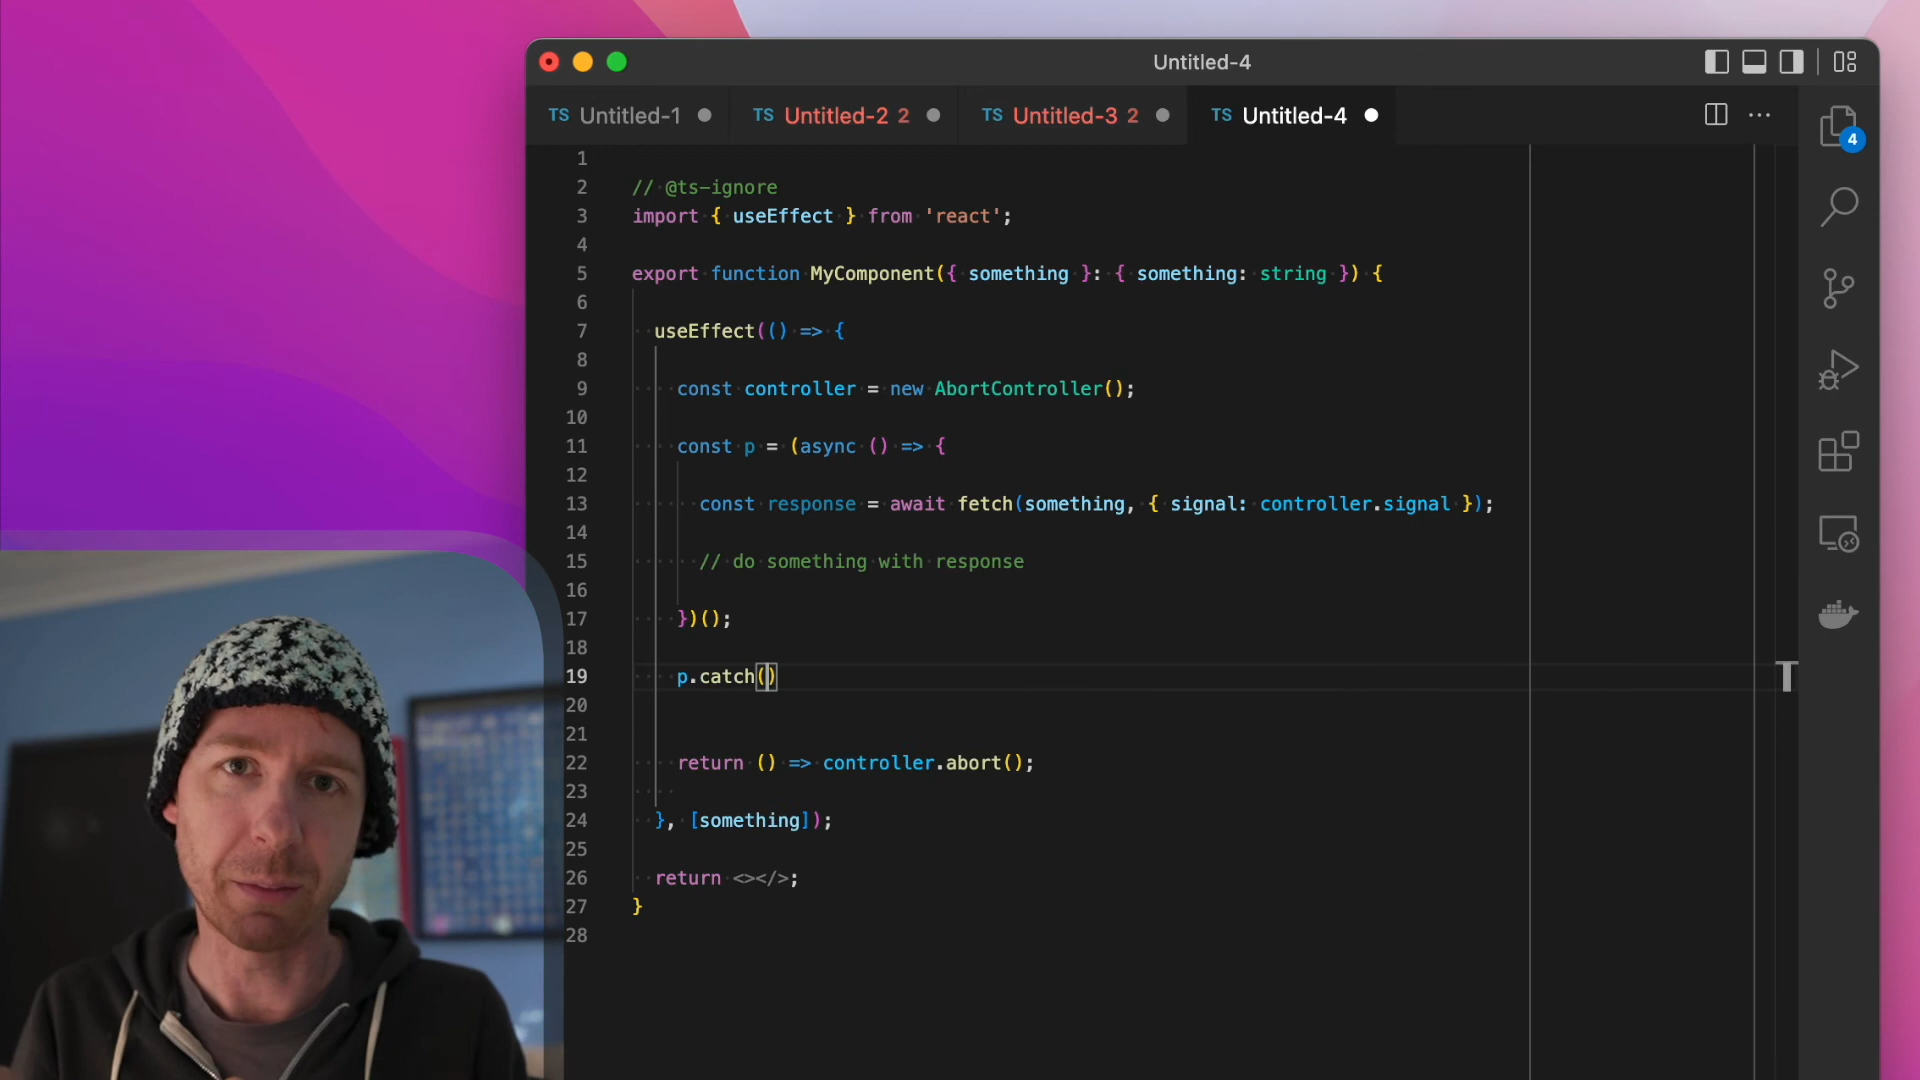 Untitled-4
TS Untitled-1
TS Untitled-2 2
TS Untitled-3 2
TS Untitled-4
4
1
2 // @ts-ignore
3 import { useEffect } from 'react';
4
5 export function MyComponent({ something }: { something: string }) {
6
7 useEffect(() => {
8
9 const controller = new AbortController();
10
11 const p = (async () => {
12
13 const response = await fetch(something, { signal: controller.signal });
14
15 // do something with response
16
17 })();
18
19 p.catch()
20
21
22 return () => controller.abort();
23
24 }, [something]);
25
26 return <></>;
27 }
28